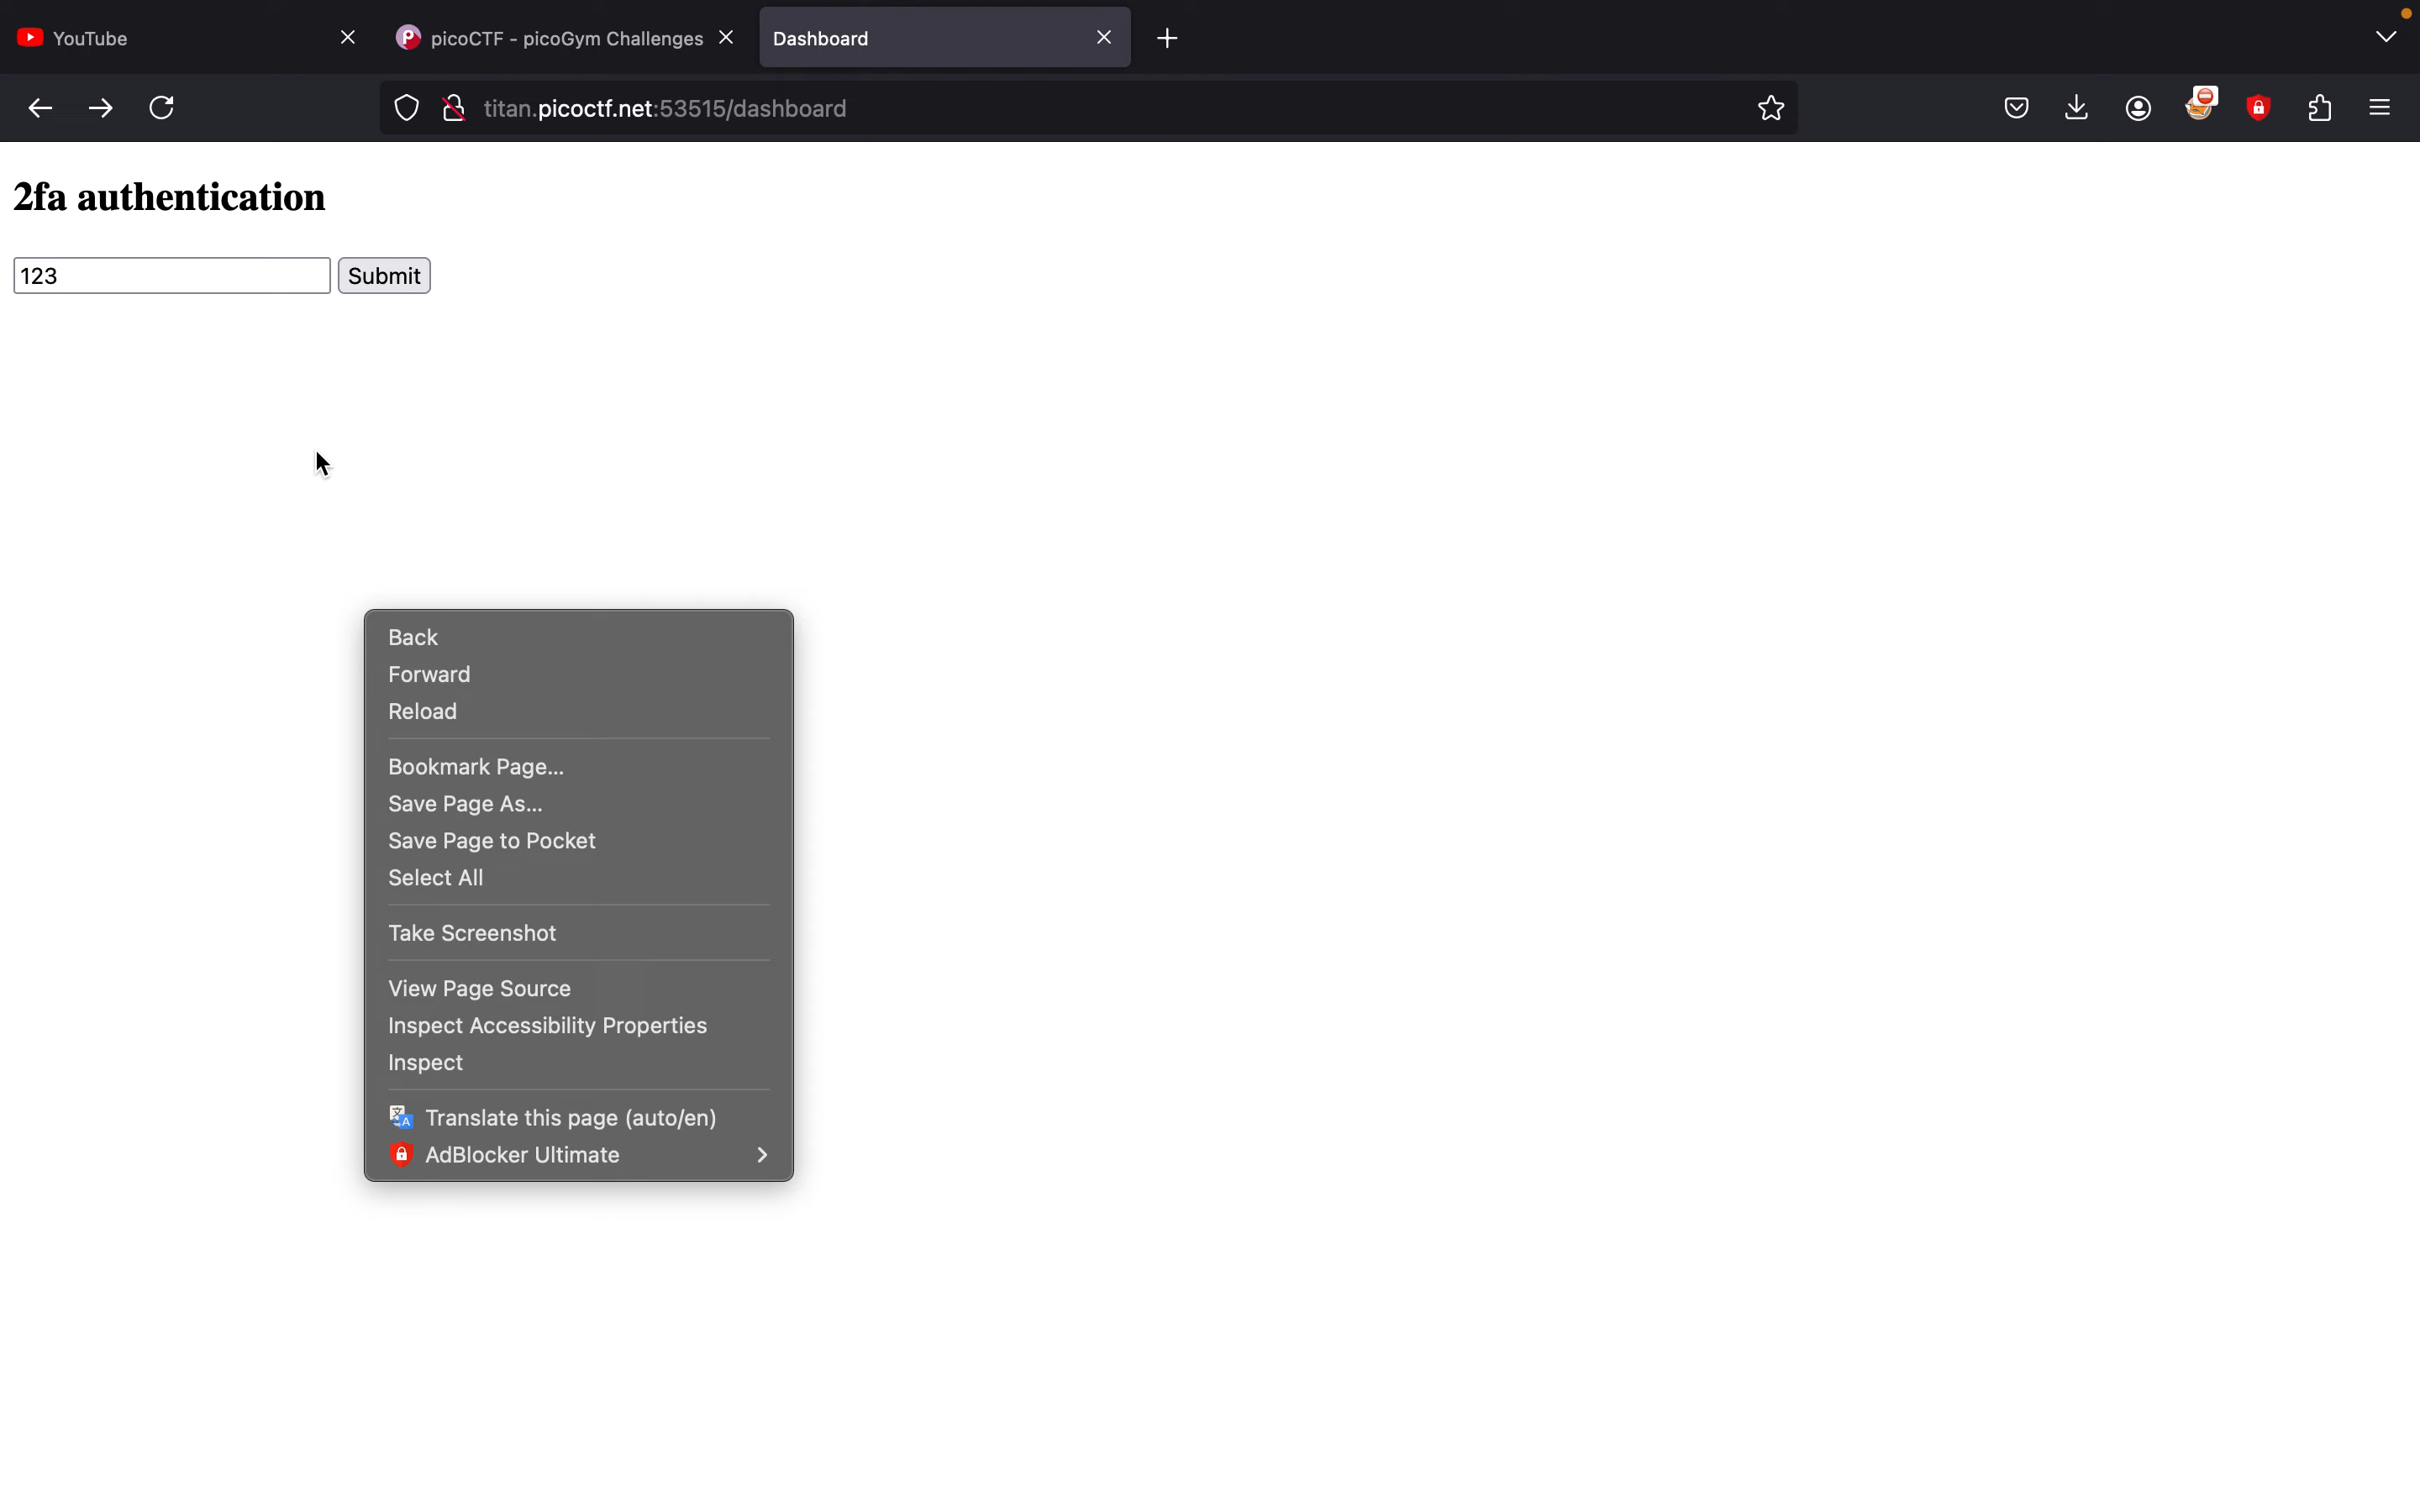 YouTube
picoCTF - picoGym Challenges
Dashboard
titan.picoctf.net:53515/dashboard
2fa authentication
123
Submit
Back
Forward
Reload
Bookmark Page...
Save Page As...
Save Page to Pocket
Select All
Take Screenshot
View Page Source
Inspect Accessibility Properties
Inspect
Translate this page (auto/en)
AdBlocker Ultimate